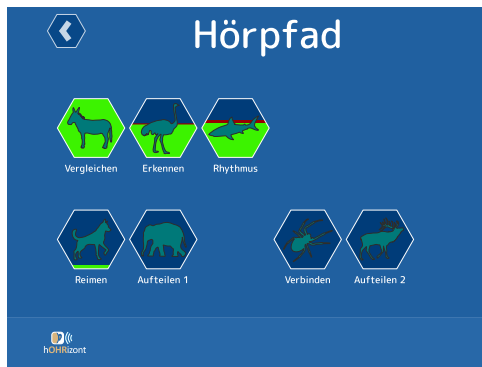 Hörpfad
Vergleichen
Erkennen
Rhythmus
Reimen
Aufteilen 1
Verbinden
Aufteilen 2
hOHRizont